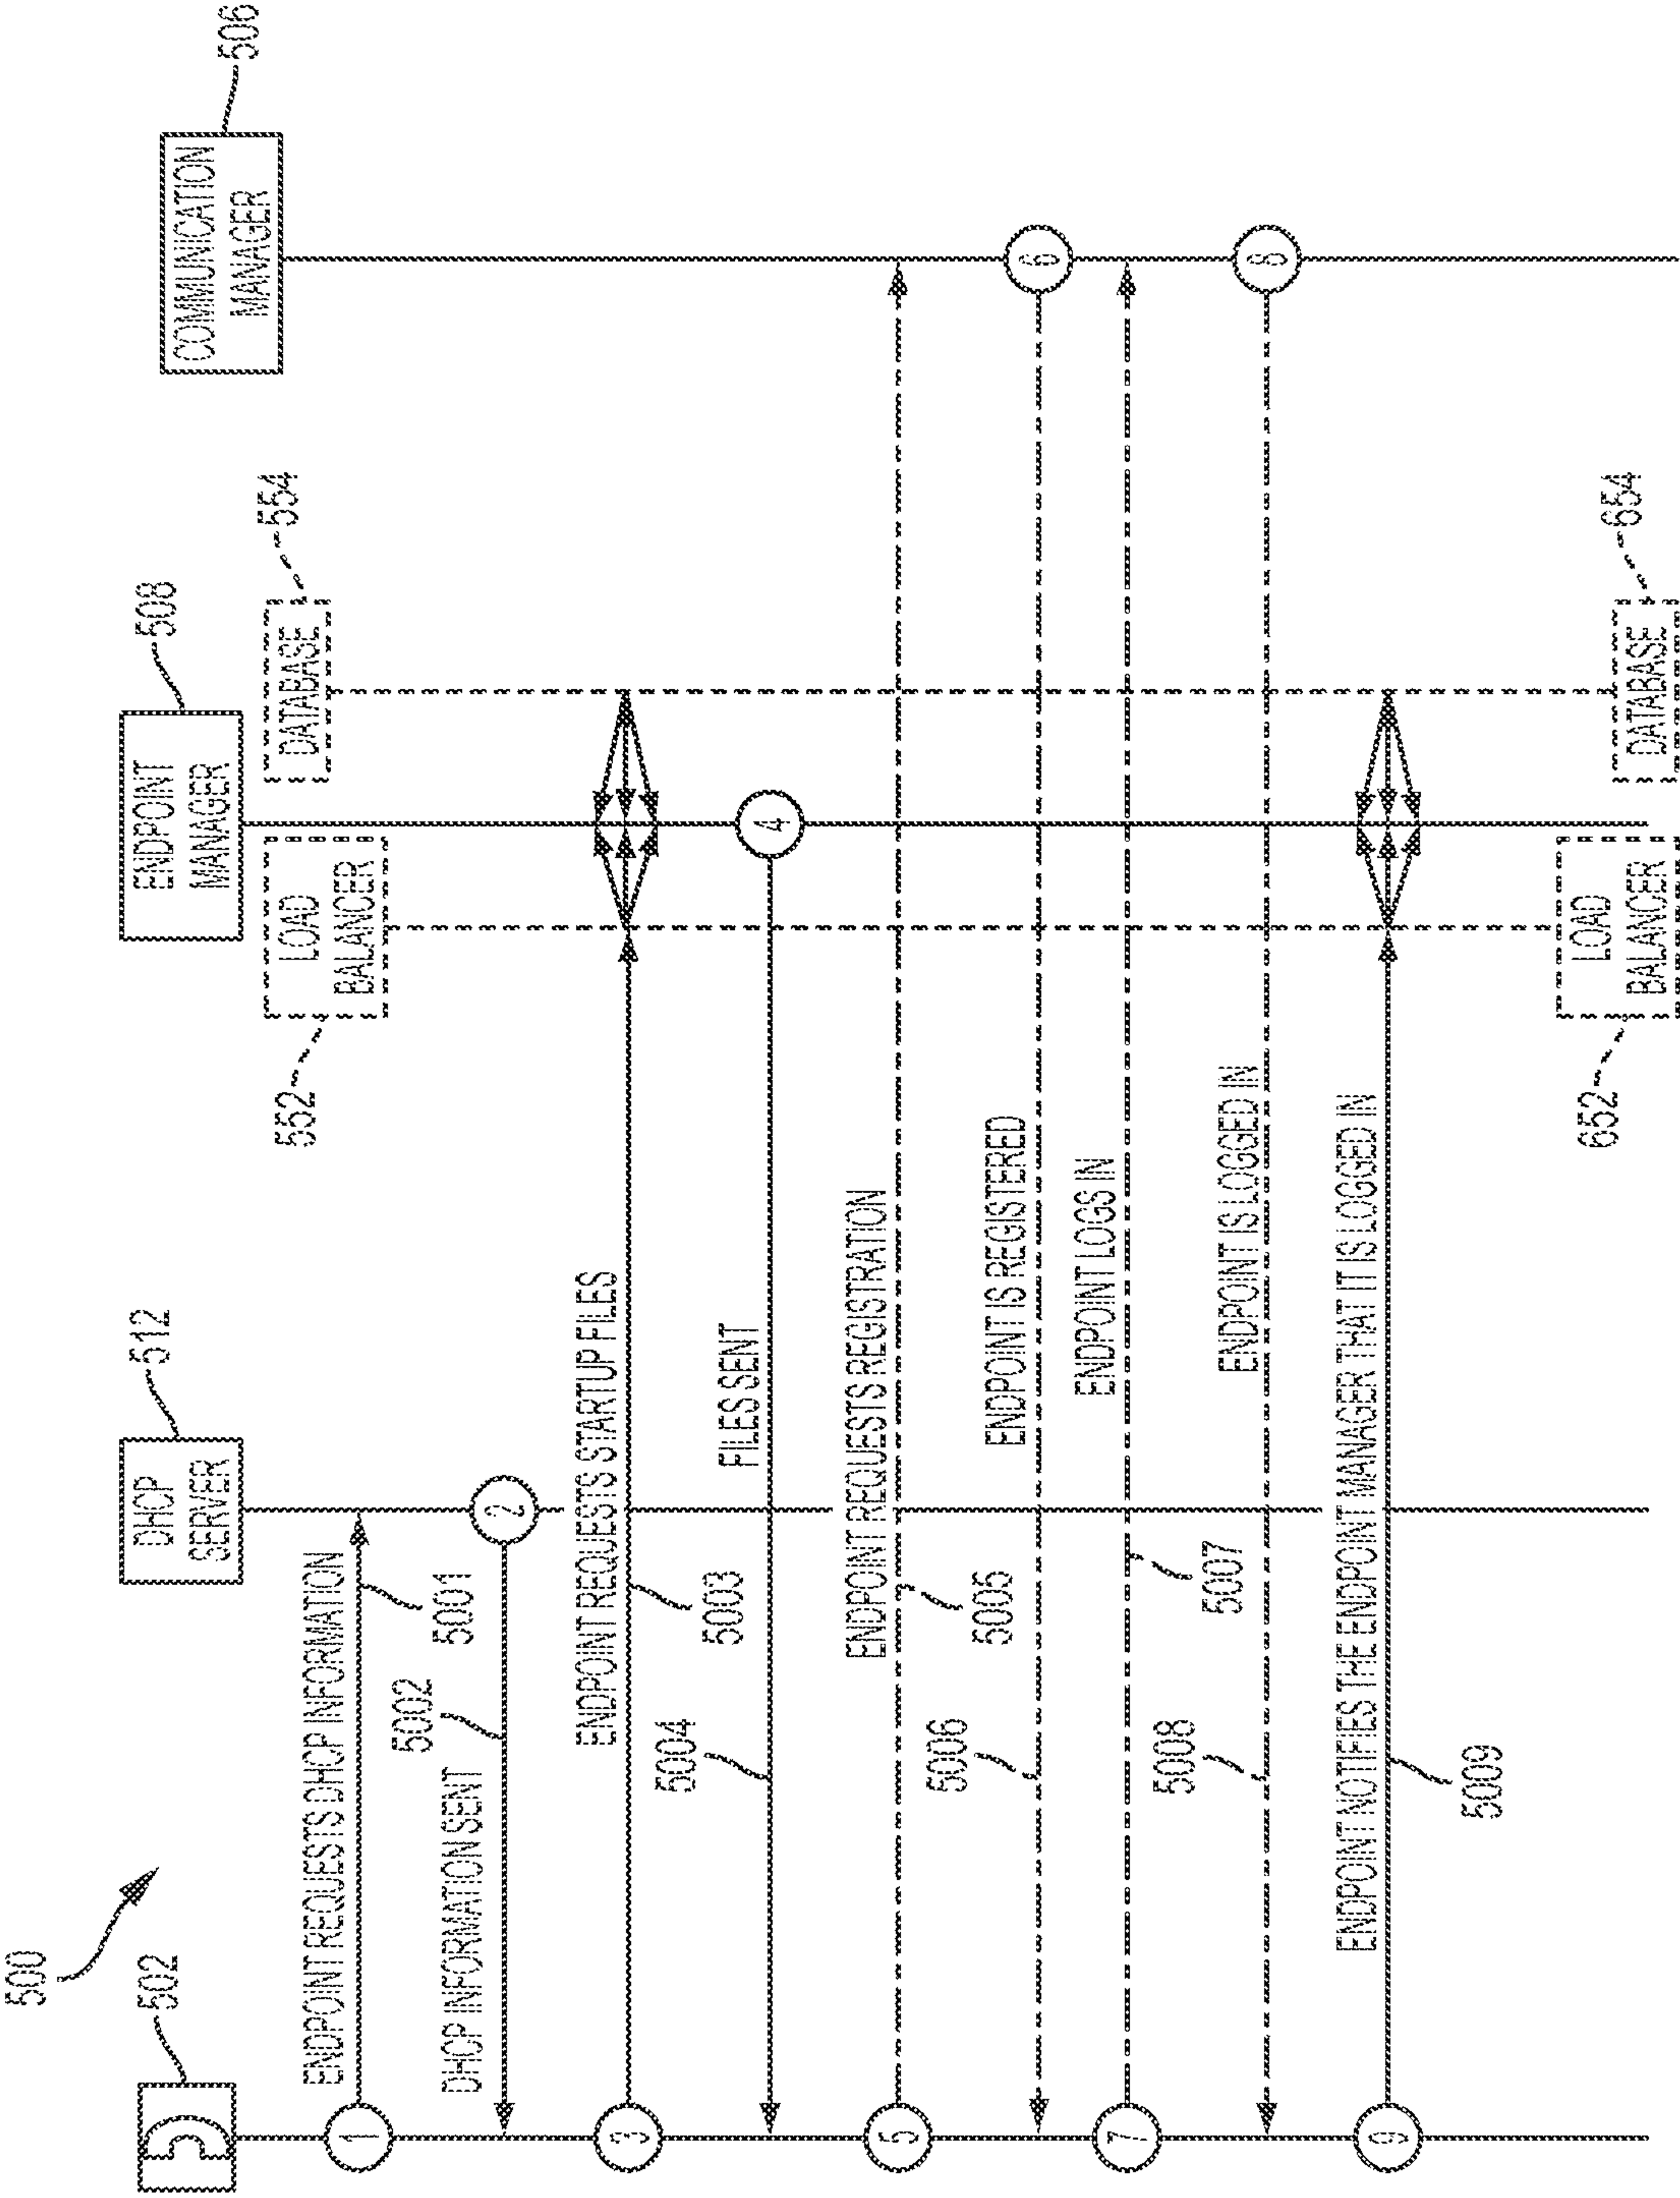 500
502
512
508
506
DHCP
SERVER
ENDPOINT
MANAGER
COMMUNICATION
MANAGER
552
LOAD
BALANCER
DATABASE
554
1
ENDPOINT REQUESTS DHCP INFORMATION
5001
2
5002
DHCP INFORMATION SENT
3
ENDPOINT REQUESTS STARTUP FILES
5003
4
FILES SENT
5004
5
ENDPOINT REQUESTS REGISTRATION
5005
6
ENDPOINT IS REGISTERED
5006
7
ENDPOINT LOGS IN
5007
8
ENDPOINT IS LOGGED IN
5008
9
ENDPOINT NOTIFIES THE ENDPOINT MANAGER THAT IT IS LOGGED IN
5009
652
LOAD
BALANCER
DATABASE
654